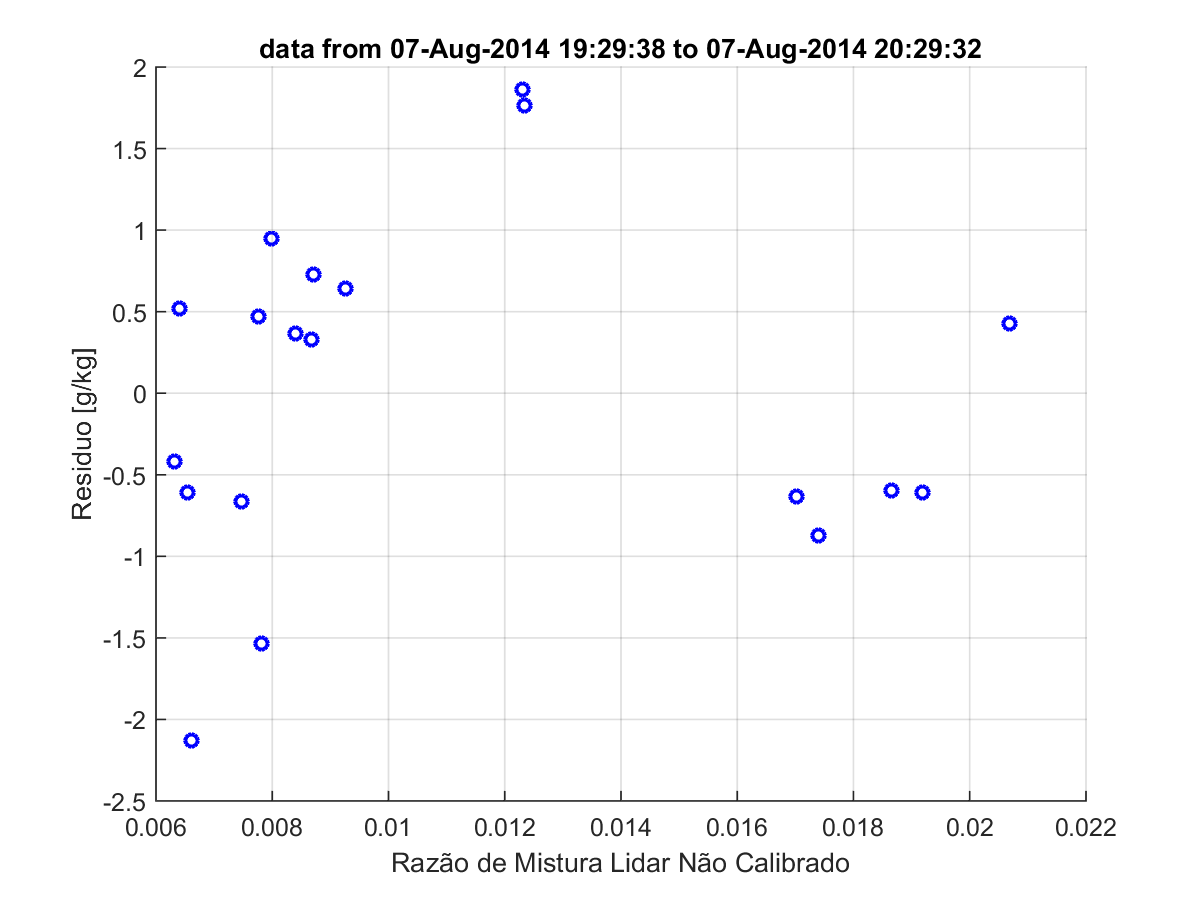 data from 07-Aug-2014 19:29:38 to 07-Aug-2014 20:29:32
2
1.5
1
0.5
0
-0.5
-1
-1.5
-2
-2.5
Residuo [g/kg]
0.006 0.008 0.01 0.012 0.014 0.016 0.018 0.02 0.022
Razão de Mistura Lidar Não Calibrado